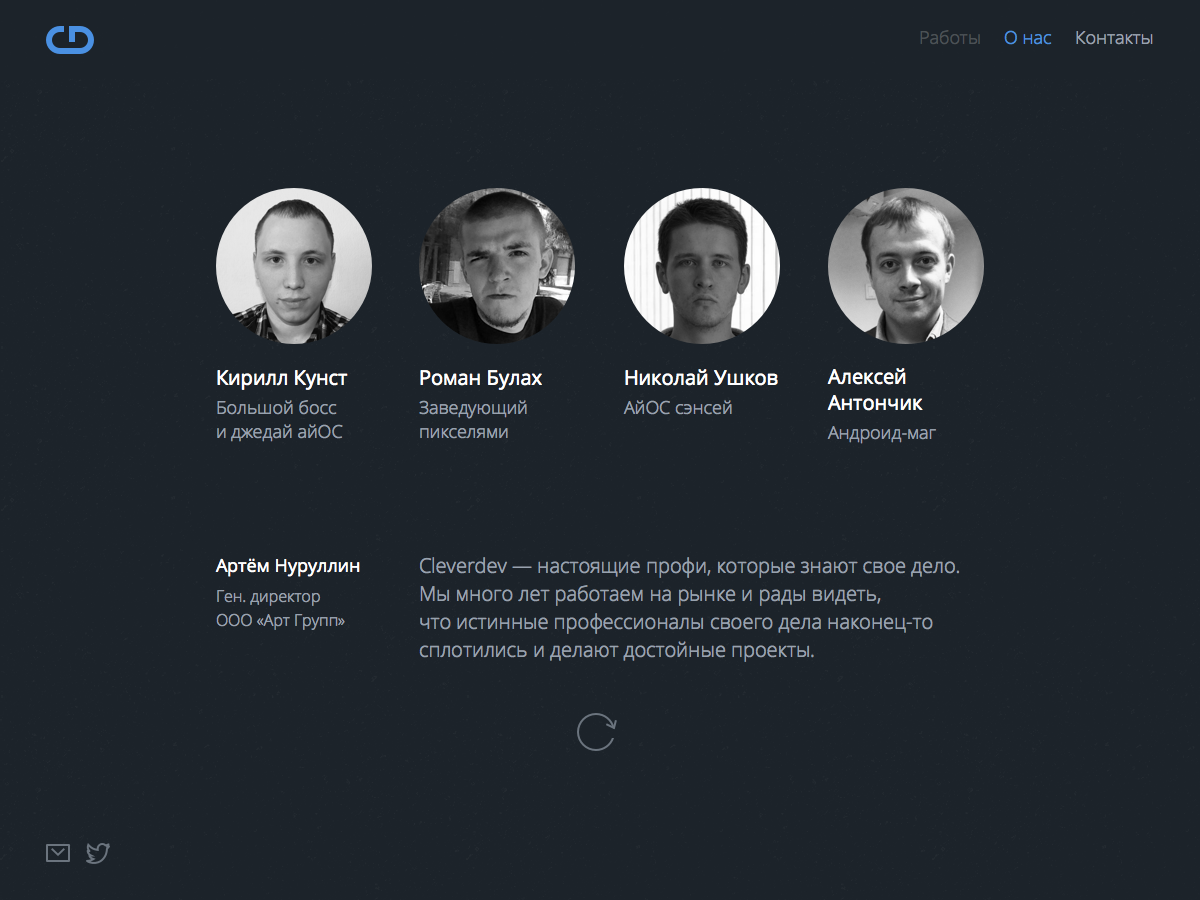 Работы О нас Контакты
Кирилл Кунст
Большой босс
и джедай айОС
Роман Булах
Заведующий
пикселями
Николай Ушков
АйОС сэнсей
Алексей
Антончик
Андроид-маг
Артём Нуруллин
Ген. директор
ООО «Арт Групп»
Cleverdev — настоящие профи, которые знают свое дело.
Мы много лет работаем на рынке и рады видеть,
что истинные профессионалы своего дела наконец-то
сплотились и делают достойные проекты.